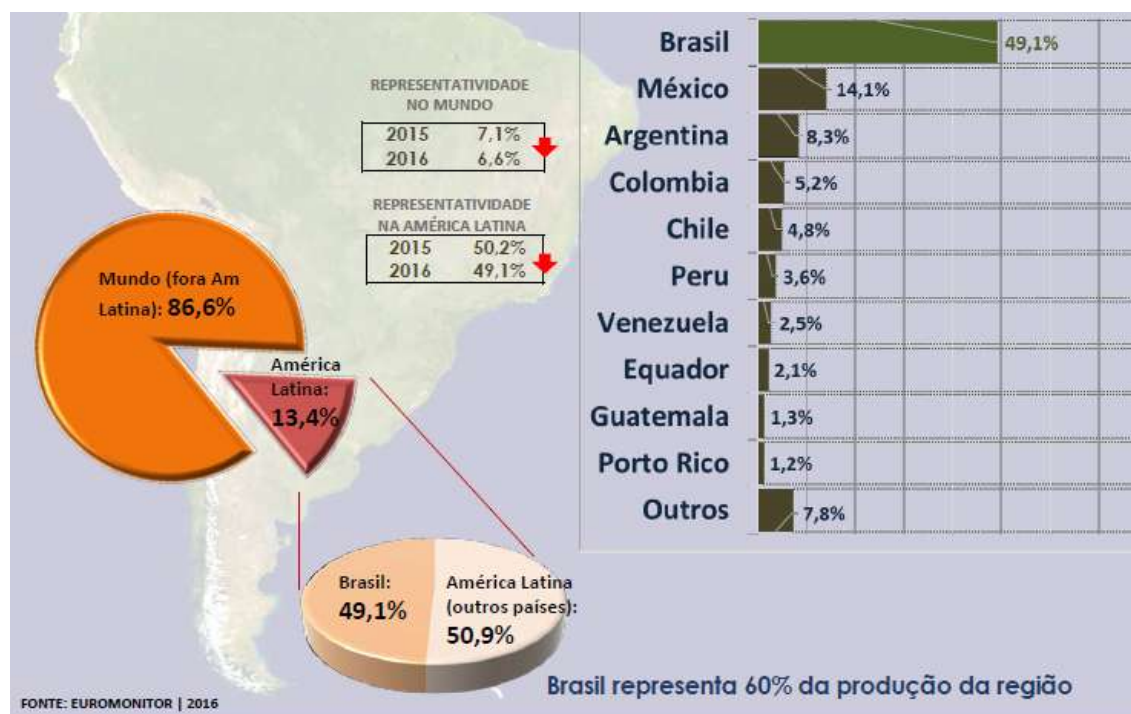 REPRESENTATIVIDADE
NO MUNDO
2015 7,1%
2016 6,6%
REPRESENTATIVIDADE
NA AMÉRICA LATINA
2015 50,2%
2016 49,1%
Mundo (fora Am
Latina): 86,6%
América
Latina:
13,4%
Brasil:
49,1%
América Latina
(outros países):
50,9%
Brasil 49,1%
México 14,1%
Argentina 8,3%
Colombia 5,2%
Chile 4,8%
Peru 3,6%
Venezuela 2,5%
Equador 2,1%
Guatemala 1,3%
Porto Rico 1,2%
Outros 7,8%
Brasil representa 60% da produção da região
FONTE: EUROMONITOR | 2016